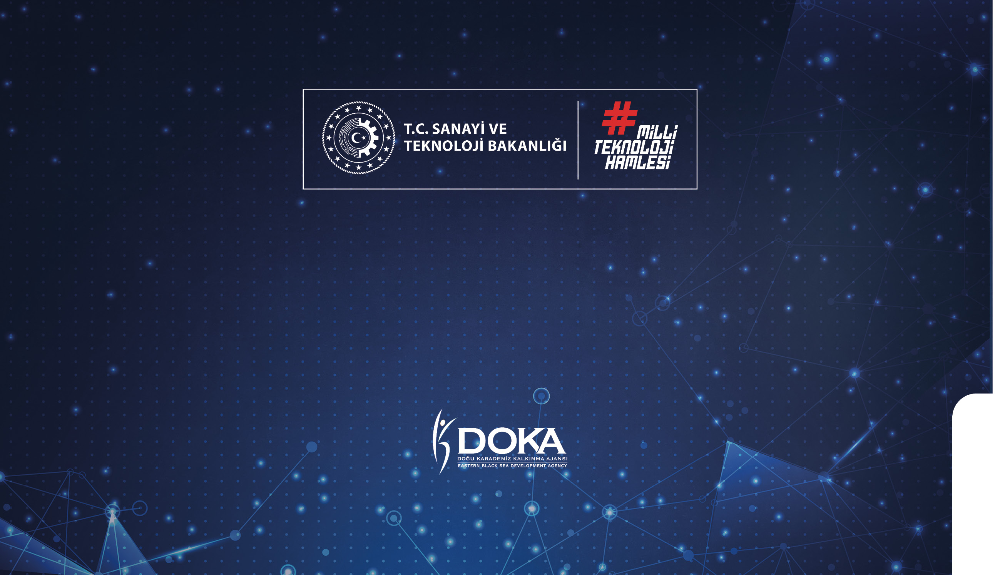 T.C. SANAYİ VE
TEKNOLOJİ BAKANLIĞI
#MİLLİ
TEKNOLOJİ
HAMLESİ
DOKA
DOĞU KARADENİZ KALKINMA AJANSI
EASTERN BLACK SEA DEVELOPMENT AGENCY